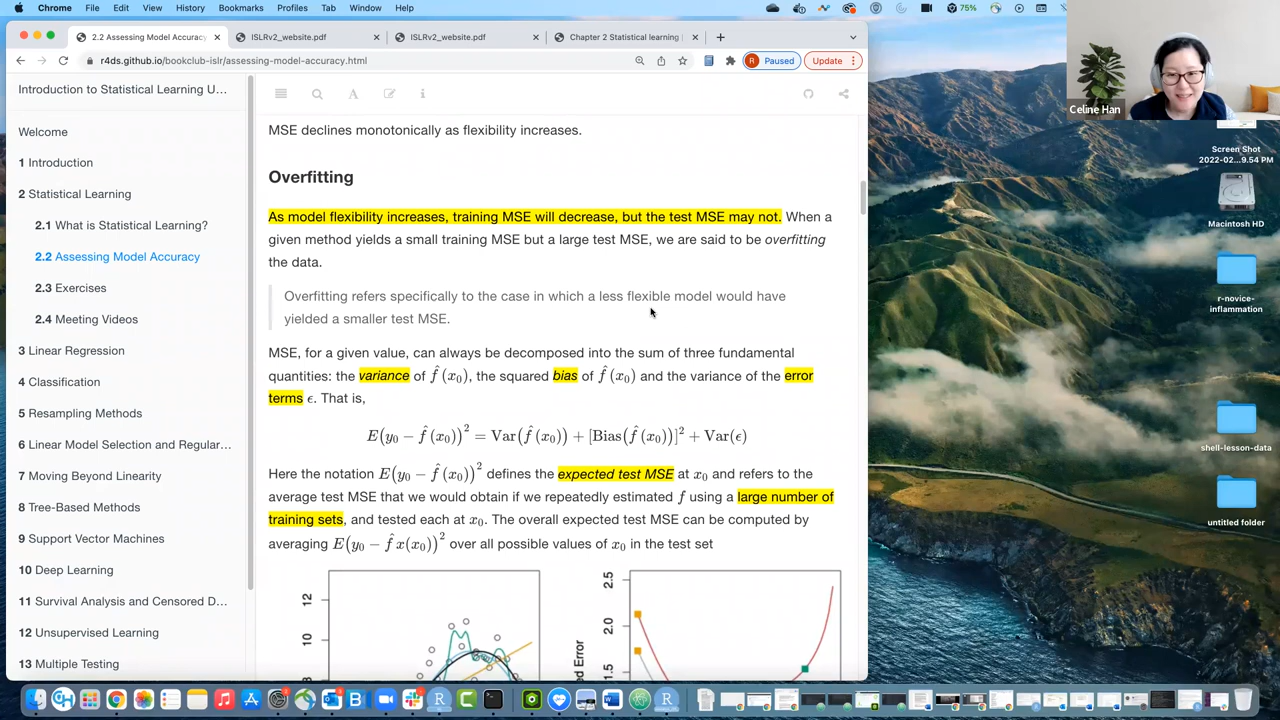 Chrome File Edit View History Bookmarks Profiles Tab Window Help 75%
2.2 Assessing Model Accuracy ISLRv2_website.pdf ISLRv2_website.pdf Chapter 2 Statistical learning
r4ds.github.io/bookclub-islr/assessing-model-accuracy.html R Paused Update
Introduction to Statistical Learning U...
Welcome
1 Introduction
2 Statistical Learning
2.1 What is Statistical Learning?
2.2 Assessing Model Accuracy
2.3 Exercises
2.4 Meeting Videos
3 Linear Regression
4 Classification
5 Resampling Methods
6 Linear Model Selection and Regular...
7 Moving Beyond Linearity
8 Tree-Based Methods
9 Support Vector Machines
10 Deep Learning
11 Survival Analysis and Censored D...
12 Unsupervised Learning
13 Multiple Testing
MSE declines monotonically as flexibility increases.
Overfitting
As model flexibility increases, training MSE will decrease, but the test MSE may not. When a
given method yields a small training MSE but a large test MSE, we are said to be overfitting
the data.
Overfitting refers specifically to the case in which a less flexible model would have
yielded a smaller test MSE.
MSE, for a given value, can always be decomposed into the sum of three fundamental
quantities: the variance of f̂(x₀), the squared bias of f̂(x₀) and the variance of the error
terms ϵ. That is,
E(y₀ − f̂(x₀))² = Var(f̂(x₀)) + [Bias(f̂(x₀))]² + Var(ϵ)
Here the notation E(y₀ − f̂(x₀))² defines the expected test MSE at x₀ and refers to the
average test MSE that we would obtain if we repeatedly estimated f using a large number of
training sets, and tested each at x₀. The overall expected test MSE can be computed by
averaging E(y₀ − f̂x(x₀))² over all possible values of x₀ in the test set
12
10
2.5
2.0
1.5
ed Error
Celine Han
Screen Shot
2022-02...9.54 PM
Macintosh HD
r-novice-
inflammation
shell-lesson-data
untitled folder